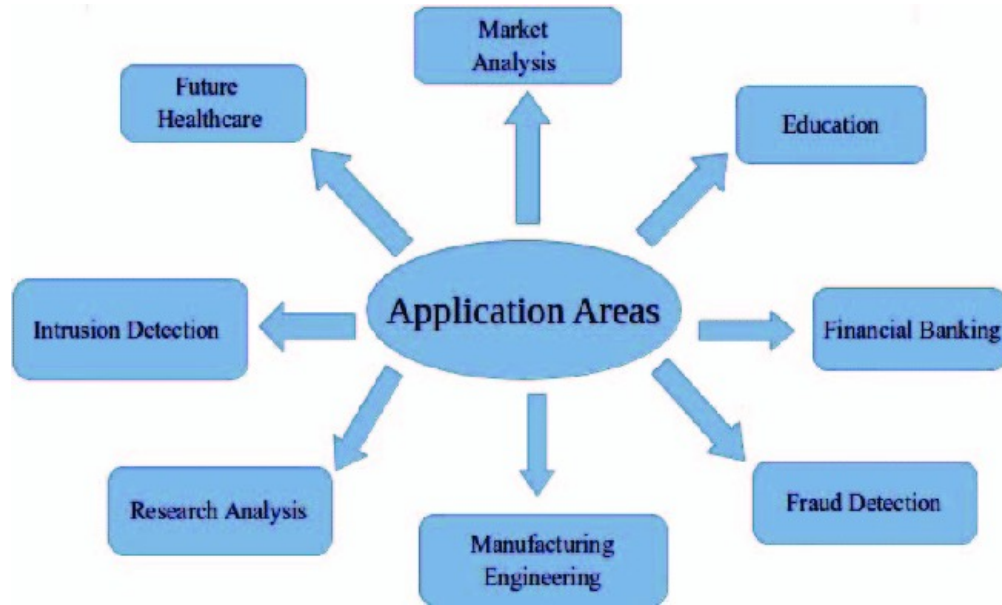 Market
Analysis
Future
Healthcare
Education
Application Areas
Intrusion Detection
Financial Banking
Research Analysis
Fraud Detection
Manufacturing
Engineering